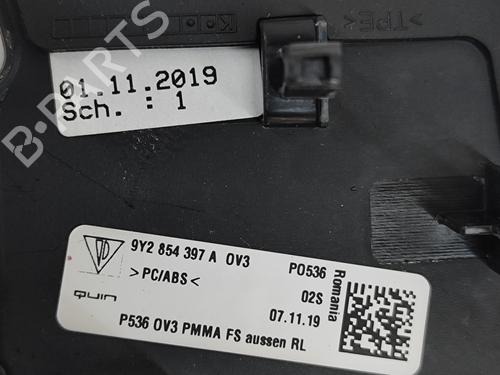 >TPE<
01.11.2019
Sch. : 1
9Y2 854 397 A OV3
PO536
>PC/ABS<
02S
Romania
QUIN
07.11.19
P536 OV3 PMMA FS aussen RL
B-PARTS